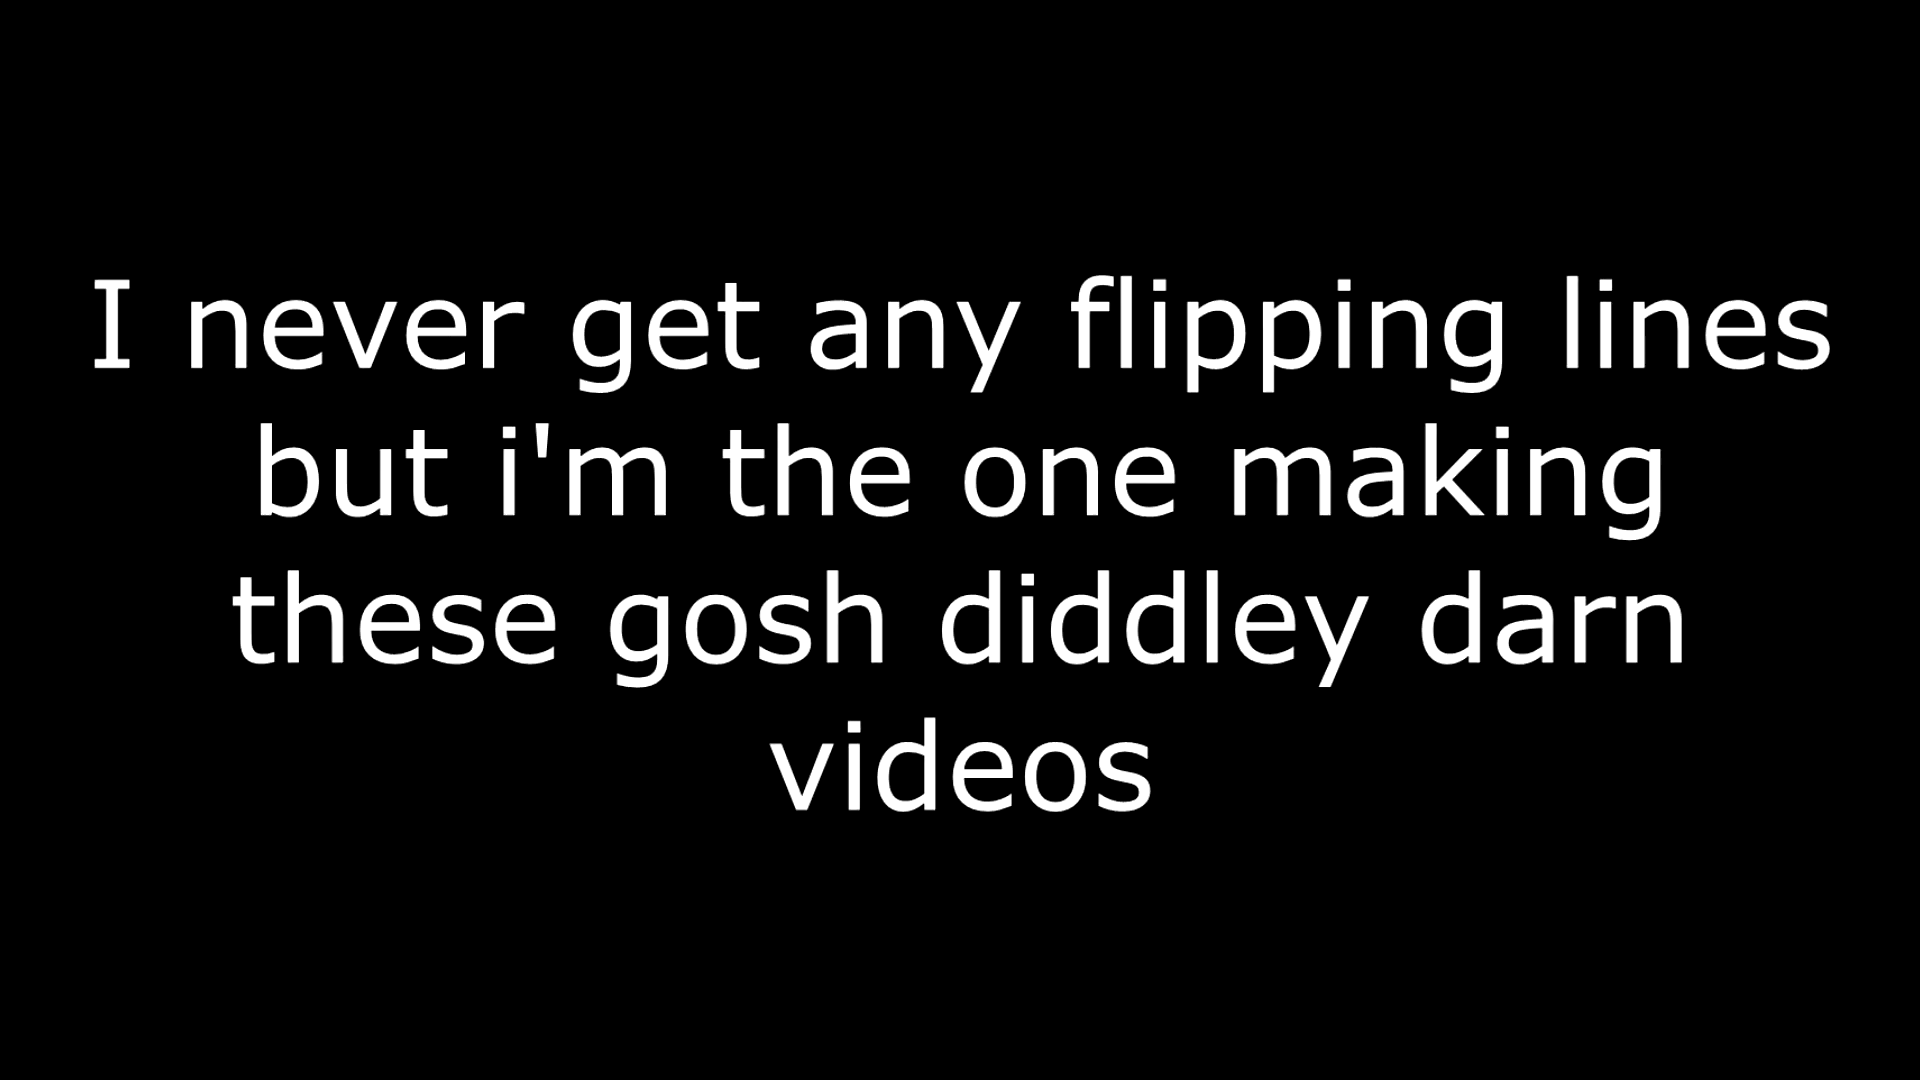 I never get any flipping lines
but i'm the one making
these gosh diddley darn
videos